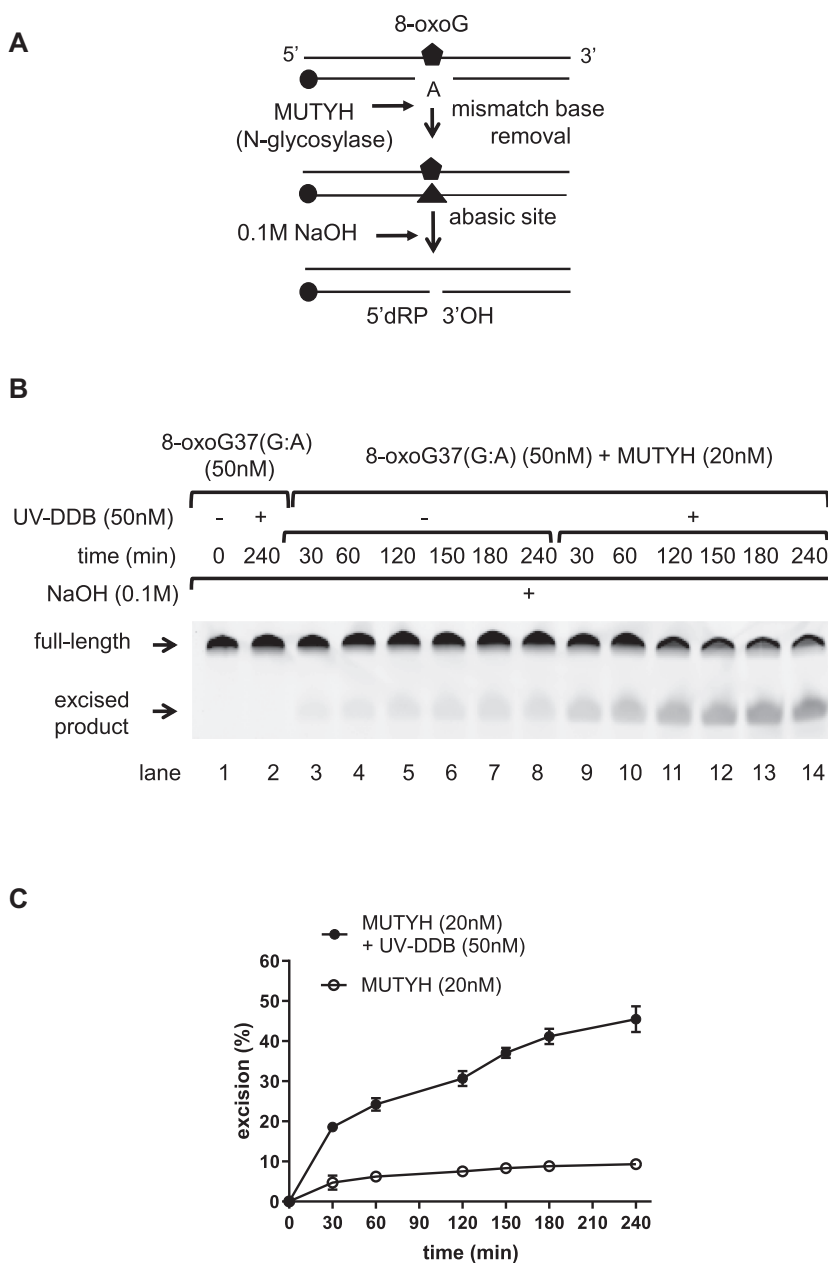 A
8-oxoG
5’ 3’
A
MUTYH
(N-glycosylase)
mismatch base
removal
abasic site
0.1M NaOH
5’dRP 3’OH
B
8-oxoG37(G:A)
(50nM)
8-oxoG37(G:A) (50nM) + MUTYH (20nM)
UV-DDB (50nM) - + - +
time (min) 0 240 30 60 120 150 180 240 30 60 120 150 180 240
NaOH (0.1M) +
full-length
excised
product
lane 1 2 3 4 5 6 7 8 9 10 11 12 13 14
C
MUTYH (20nM)
+ UV-DDB (50nM)
MUTYH (20nM)
excision (%)
60
50
40
30
20
10
0
0 30 60 90 120 150 180 210 240
time (min)